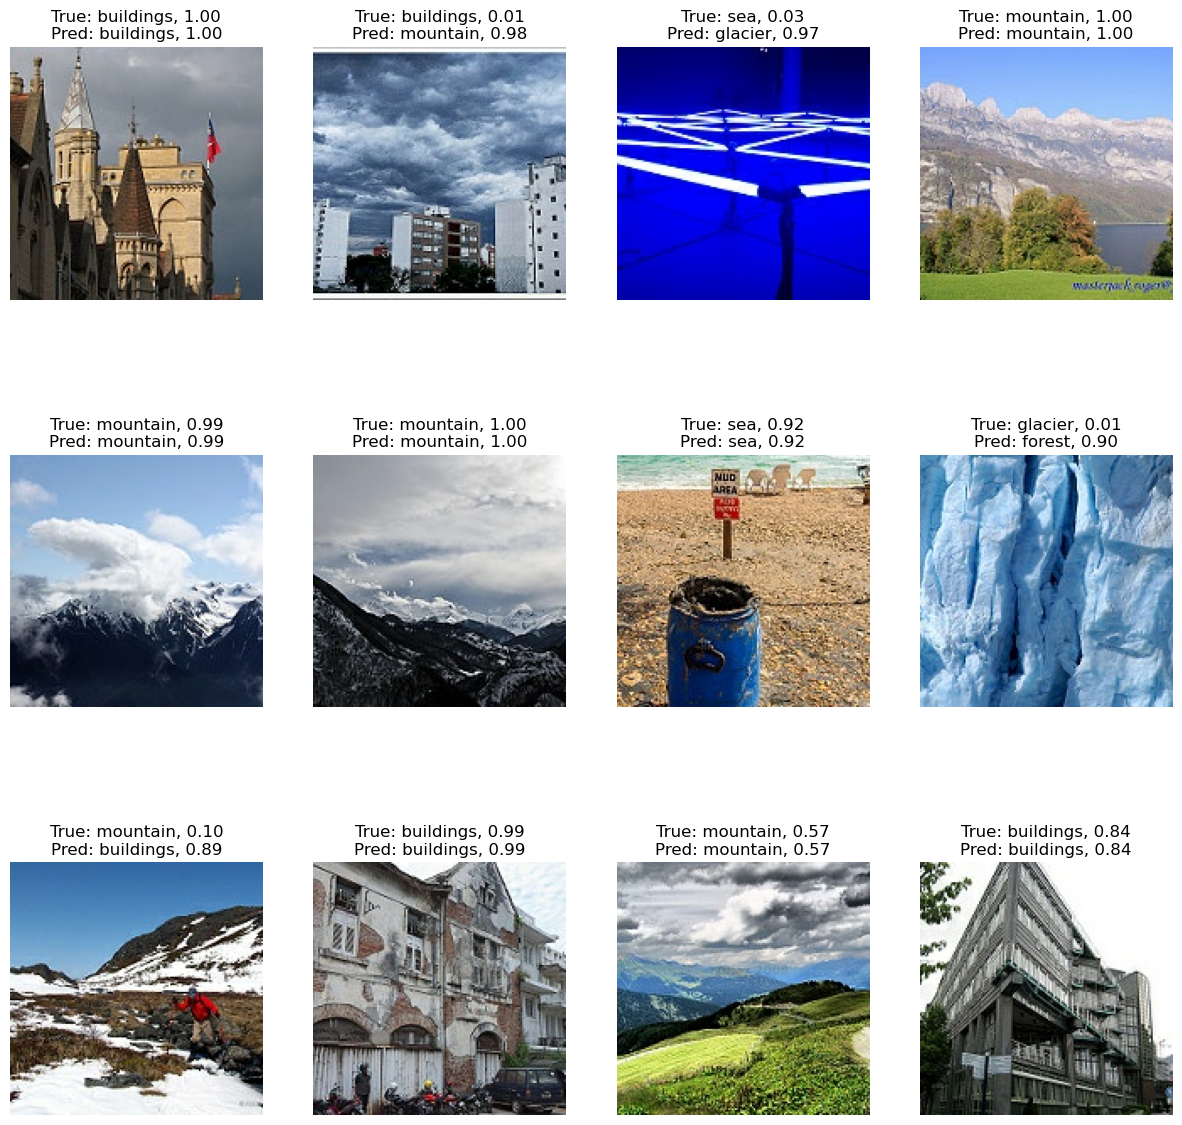 True: buildings, 1.00
Pred: buildings, 1.00
True: buildings, 0.01
Pred: mountain, 0.98
True: sea, 0.03
Pred: glacier, 0.97
True: mountain, 1.00
Pred: mountain, 1.00
masterjack_roger@
True: mountain, 0.99
Pred: mountain, 0.99
True: mountain, 1.00
Pred: mountain, 1.00
True: sea, 0.92
Pred: sea, 0.92
MUD
AREA
True: glacier, 0.01
Pred: forest, 0.90
True: mountain, 0.10
Pred: buildings, 0.89
True: buildings, 0.99
Pred: buildings, 0.99
True: mountain, 0.57
Pred: mountain, 0.57
True: buildings, 0.84
Pred: buildings, 0.84